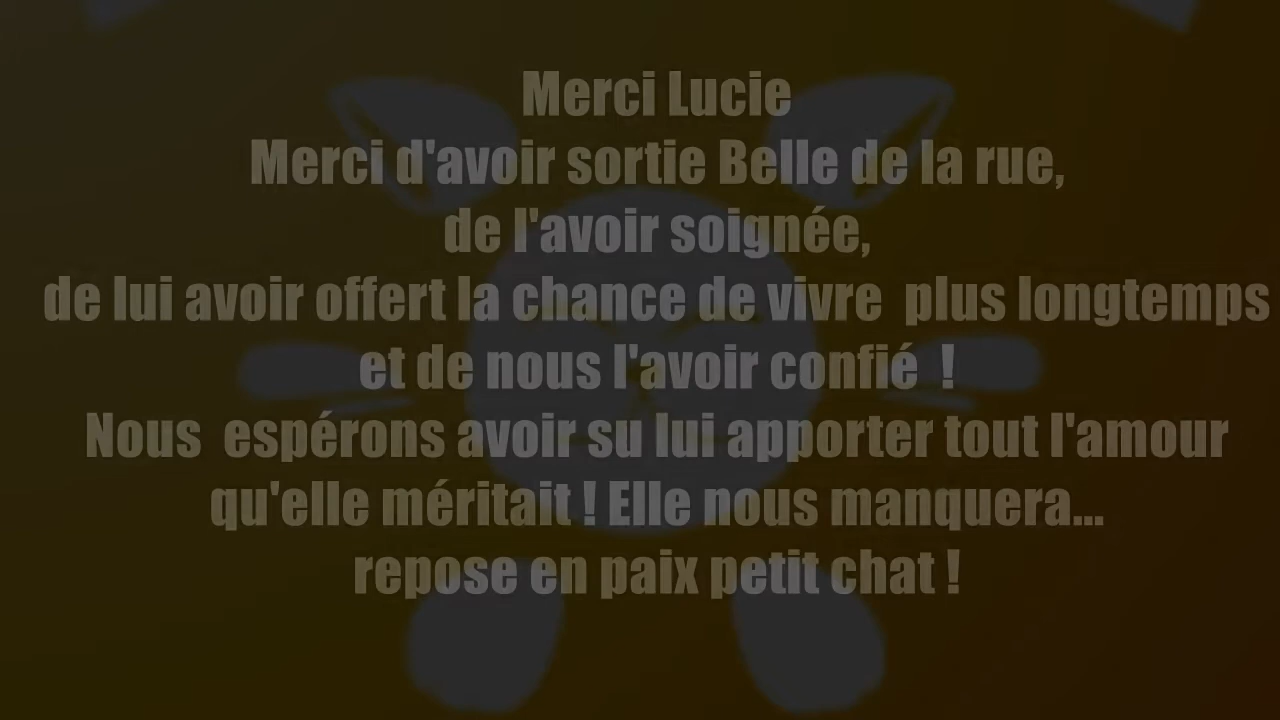 Merci Lucie
Merci d'avoir sortie Belle de la rue,
de l'avoir soignée,
de lui avoir offert la chance de vivre  plus longtemps
et de nous l'avoir confié  !
Nous  espérons avoir su lui apporter tout l'amour
qu'elle méritait ! Elle nous manquera...
repose en paix petit chat !